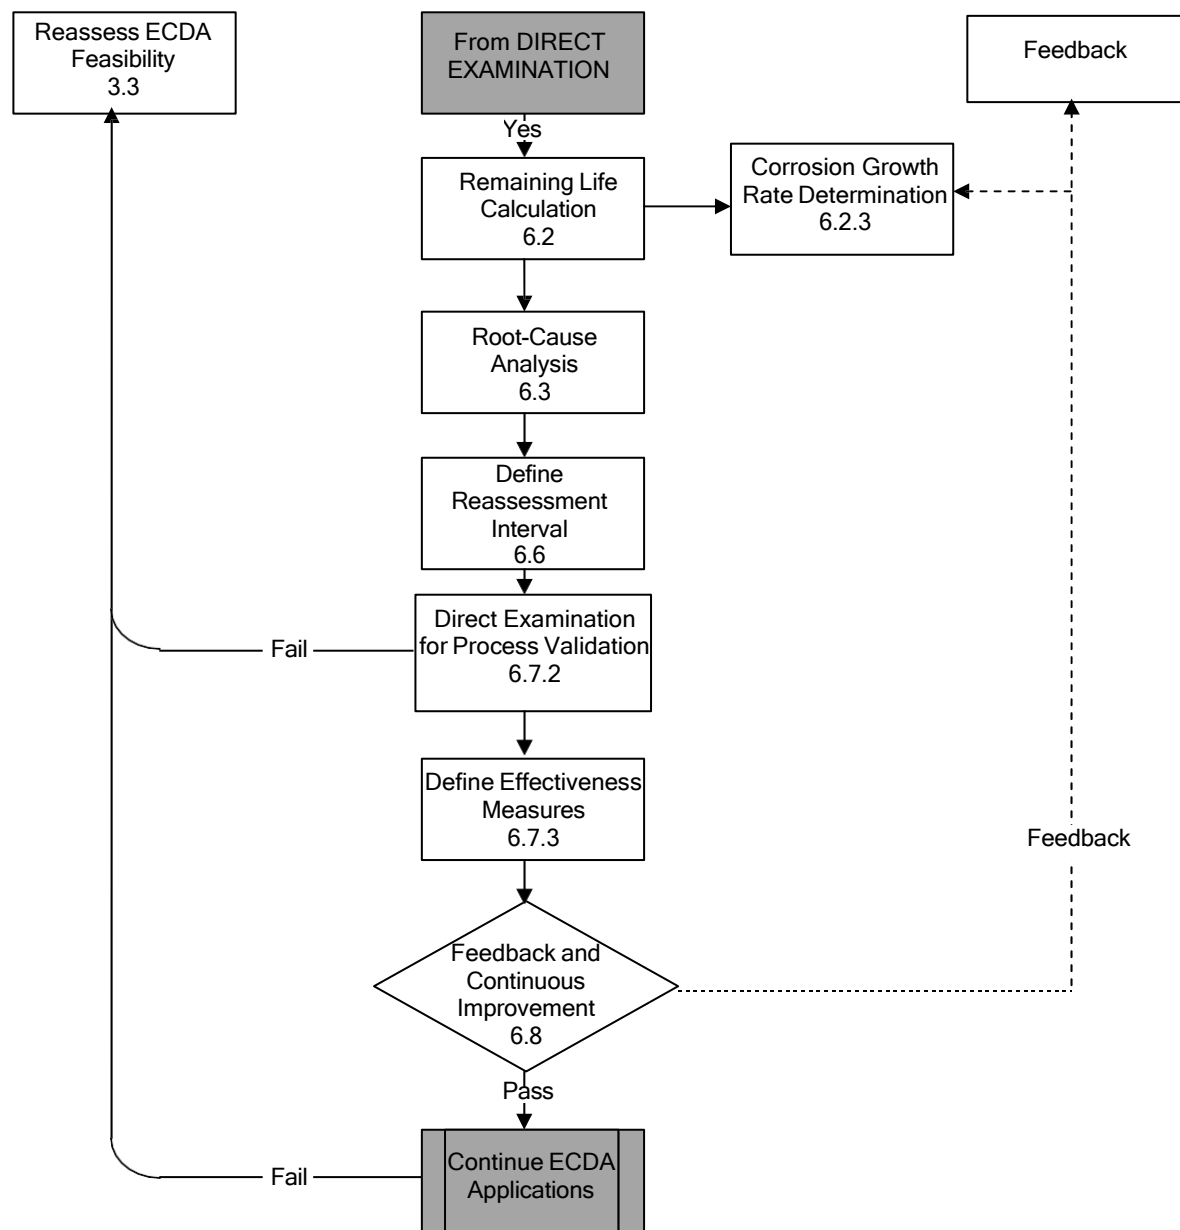 Reassess ECDA
Feasibility
3.3
From DIRECT
EXAMINATION
Feedback
Yes
Remaining Life
Calculation
6.2
Corrosion Growth
Rate Determination
6.2.3
Root-Cause
Analysis
6.3
Define
Reassessment
Interval
6.6
Direct Examination
for Process Validation
6.7.2
Fail
Define Effectiveness
Measures
6.7.3
Feedback
Feedback and
Continuous
Improvement
6.8
Pass
Continue ECDA
Applications
Fail